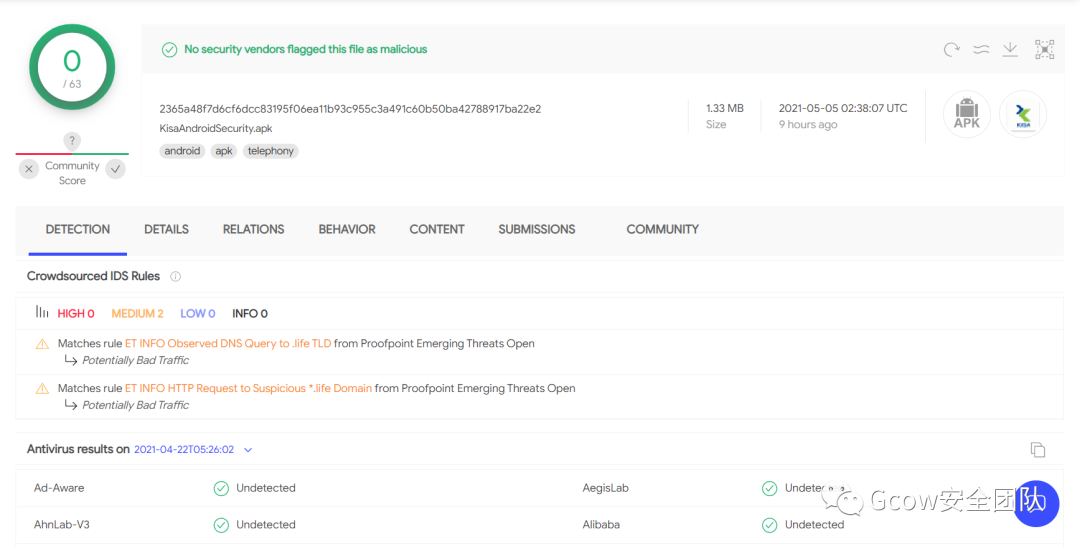 0
/ 63
?
Community
Score
No security vendors flagged this file as malicious
2365a48f7d6cf6dcc83195f06ea11b93c955c3a491c60b50ba42788917ba22e2
KisaAndroidSecurity.apk
android apk telephony
1.33 MB
Size
2021-05-05 02:38:07 UTC
9 hours ago
APK
KISA
DETECTION DETAILS RELATIONS BEHAVIOR CONTENT SUBMISSIONS COMMUNITY
Crowdsourced IDS Rules
HIGH 0 MEDIUM 2 LOW 0 INFO 0
Matches rule ET INFO Observed DNS Query to .life TLD from Proofpoint Emerging Threats Open
Potentially Bad Traffic
Matches rule ET INFO HTTP Request to Suspicious *.life Domain from Proofpoint Emerging Threats Open
Potentially Bad Traffic
Antivirus results on 2021-04-22T05:26:02
Ad-Aware Undetected AegisLab
Gcow安全团队
AhnLab-V3 Undetected Alibaba Undetected